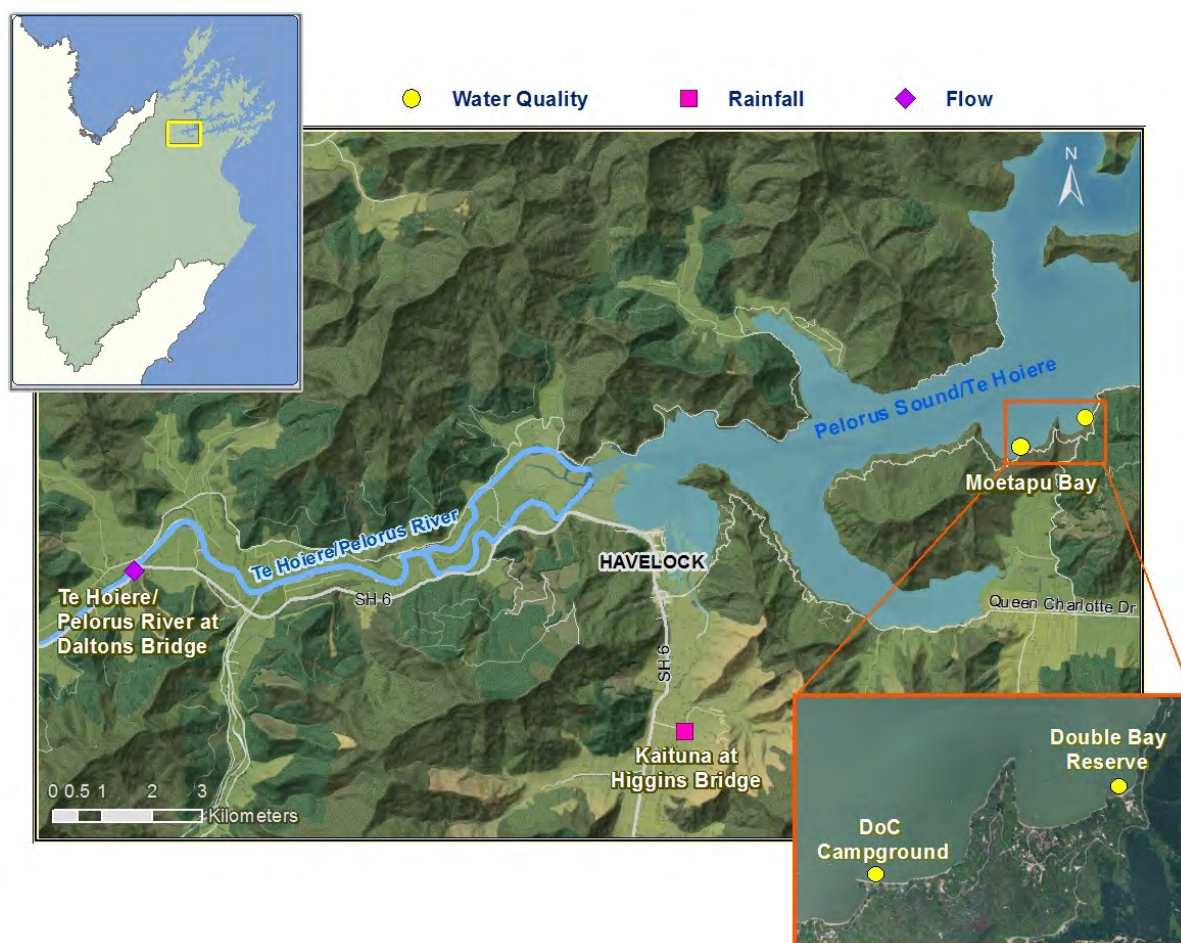 Water Quality
Rainfall
Flow
N
Pelorus Sound/Te Hoiere
Moetapu Bay
Te Hoiere/Pelorus River
HAVELOCK
SH 6
Te Hoiere/
Pelorus River at
Daltons Bridge
Queen Charlotte Dr
SH 6
Kaituna at
Higgins Bridge
0 0.5 1 2 3
Kilometers
Double Bay
Reserve
DoC
Campground